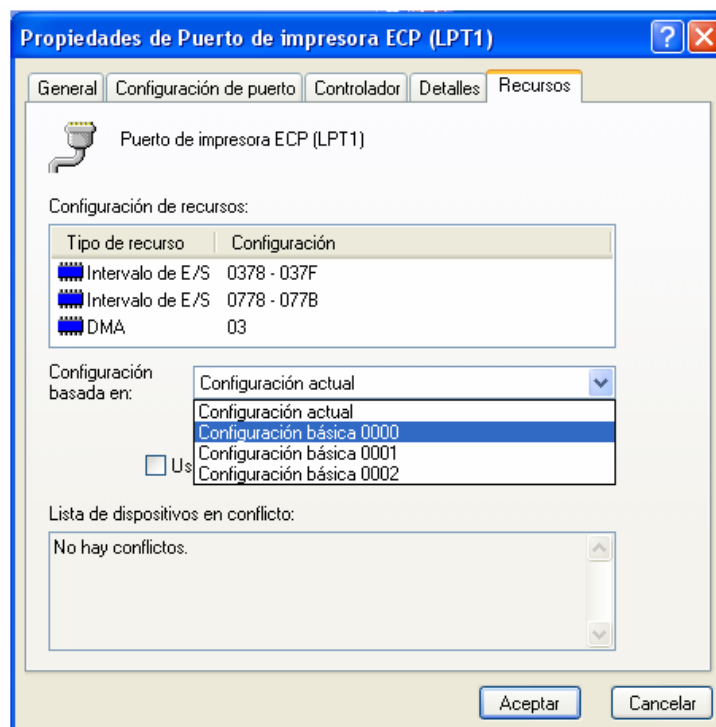 Propiedades de Puerto de impresora ECP (LPT1)
General Configuración de puerto Controlador Detalles Recursos
Puerto de impresora ECP (LPT1)
Configuración de recursos:
Tipo de recurso Configuración
Intervalo de E/S 0378 - 037F
Intervalo de E/S 0778 - 077B
DMA 03
Configuración
basada en:
Configuración actual
Configuración actual
Configuración básica 0000
Configuración básica 0001
Us
Configuración básica 0002
Lista de dispositivos en conflicto:
No hay conflictos.
Aceptar Cancelar